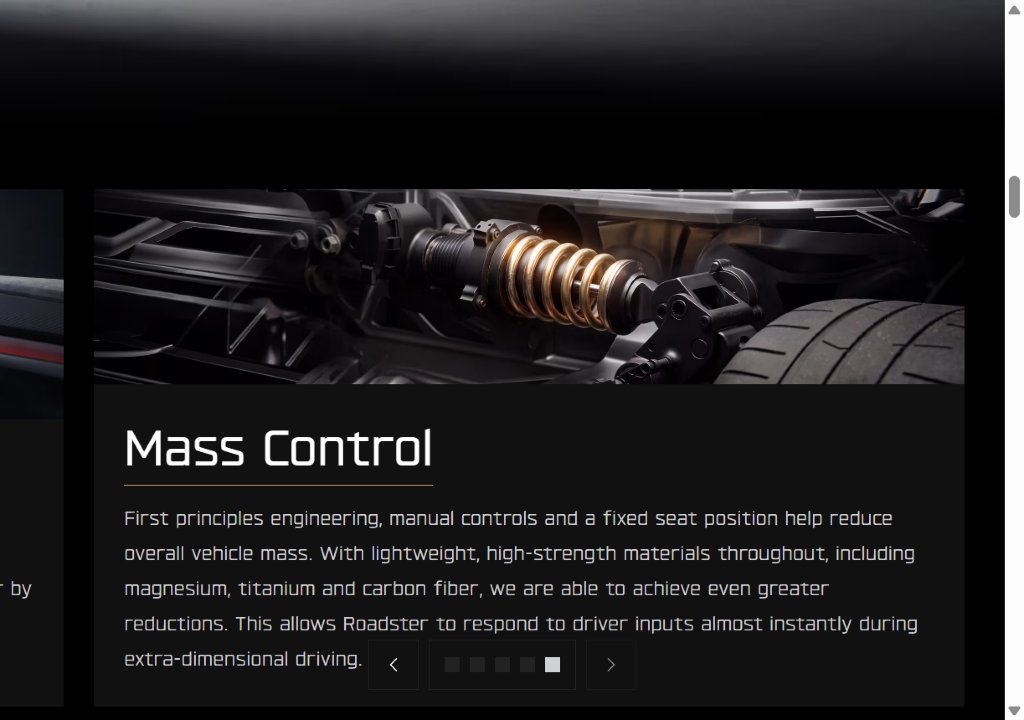 Mass Control
First principles engineering, manual controls and a fixed seat position help reduce
overall vehicle mass. With lightweight, high-strength materials throughout, including
magnesium, titanium and carbon fiber, we are able to achieve even greater
r by
reductions. This allows Roadster to respond to driver inputs almost instantly during
extra-dimensional driving.